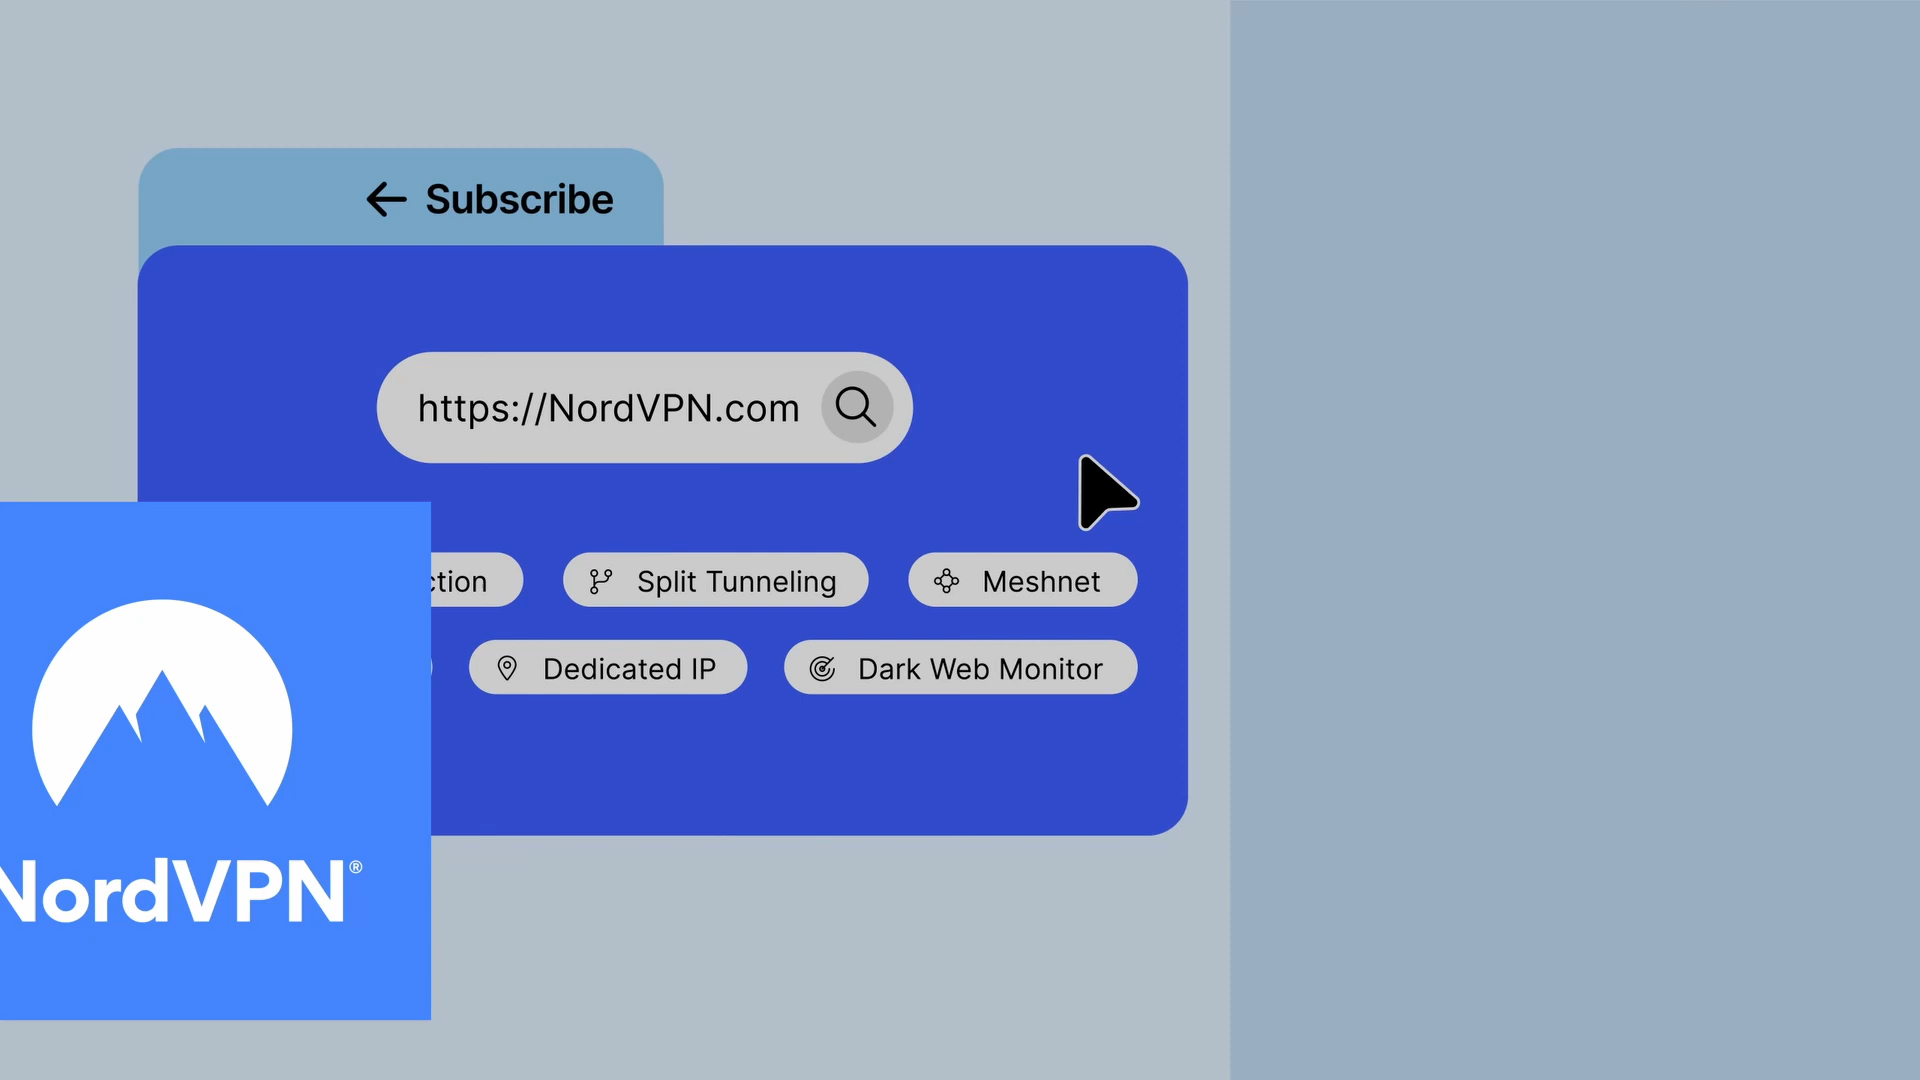 Subscribe
https://NordVPN.com
Split Tunneling
Meshnet
Dedicated IP
Dark Web Monitor
NordVPN®